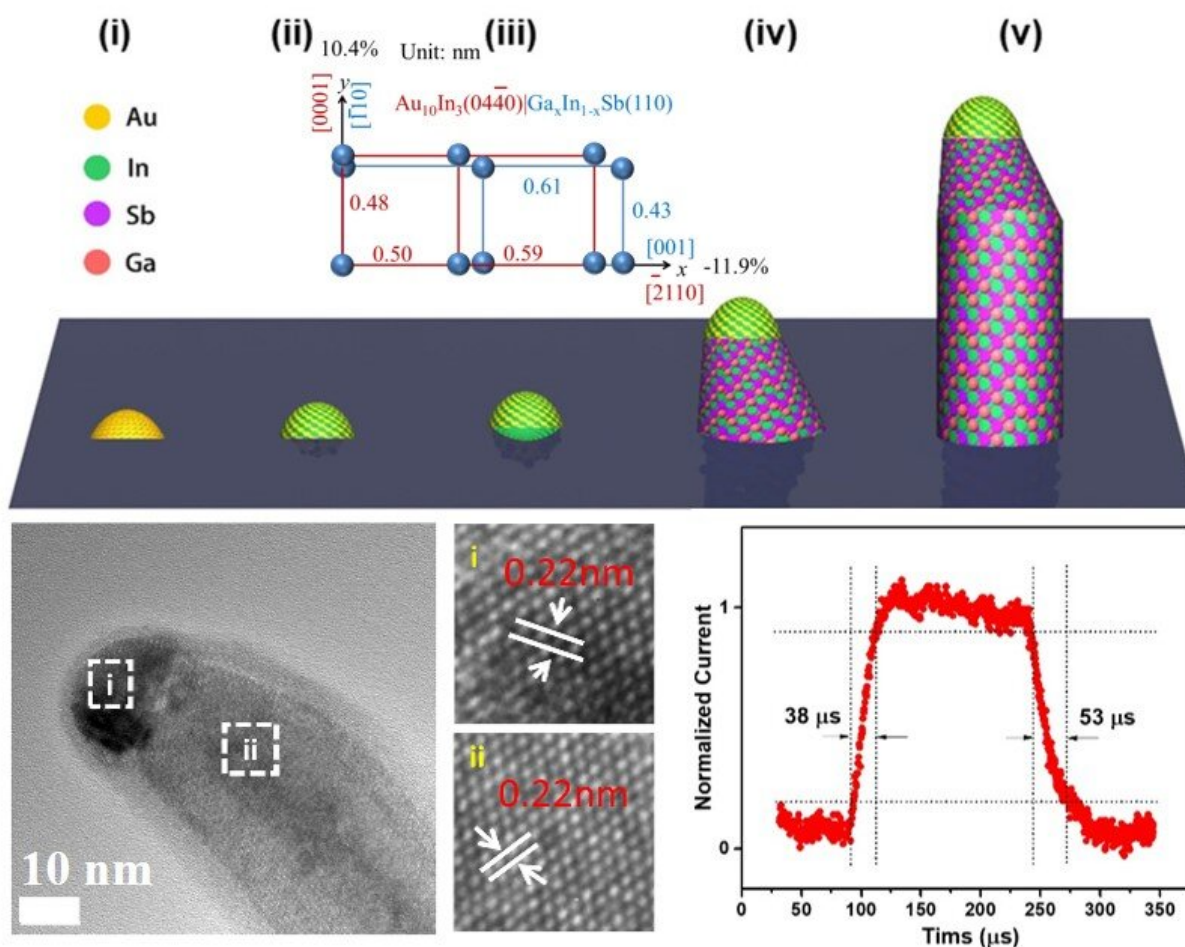 (i) (ii) (iii) (iv) (v)
10.4% Unit: nm
Au
In
Sb
Ga
[0001]
y
[1̄10]
Au₁₀In₃(044̄0)|GaₓIn₁₋ₓSb(110)
0.48
0.61
0.43
0.50
0.59
[001]
x -11.9%
[2̄110]
i
ii
10 nm
i
0.22nm
ii
0.22nm
Normalized Current
1
0
38 μs
53 μs
0 50 100 150 200 250 300 350
Tims (μs)